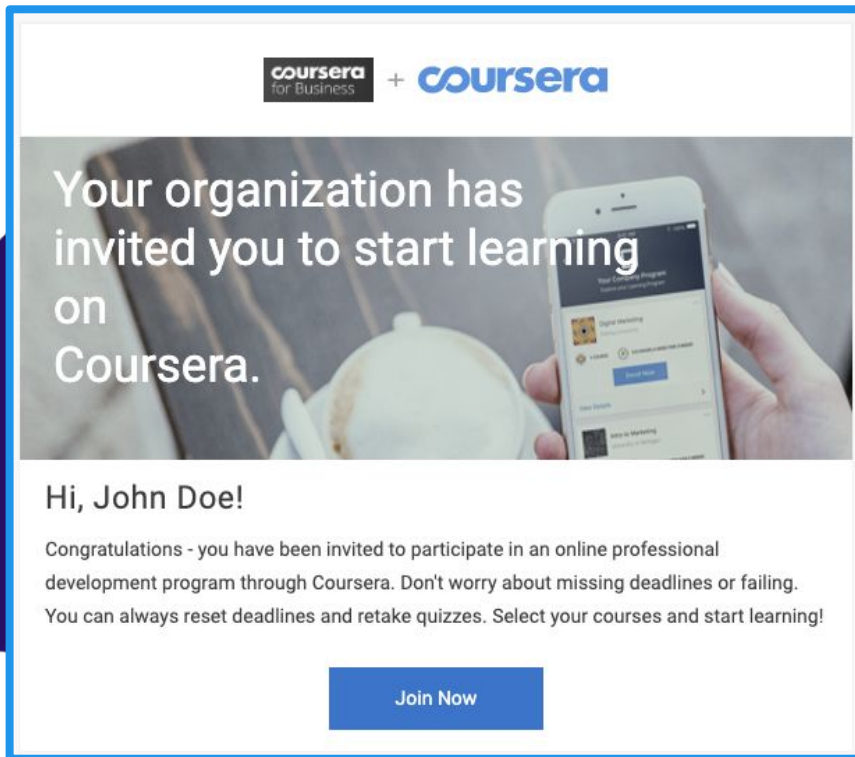 coursera
for Business
+ coursera
Your organization has
invited you to start learning
on
Coursera.
Your Company Program
Digital Marketing
Enroll Now
View Details
Intro to Marketing
Hi, John Doe!
Congratulations - you have been invited to participate in an online professional
development program through Coursera. Don't worry about missing deadlines or failing.
You can always reset deadlines and retake quizzes. Select your courses and start learning!
Join Now